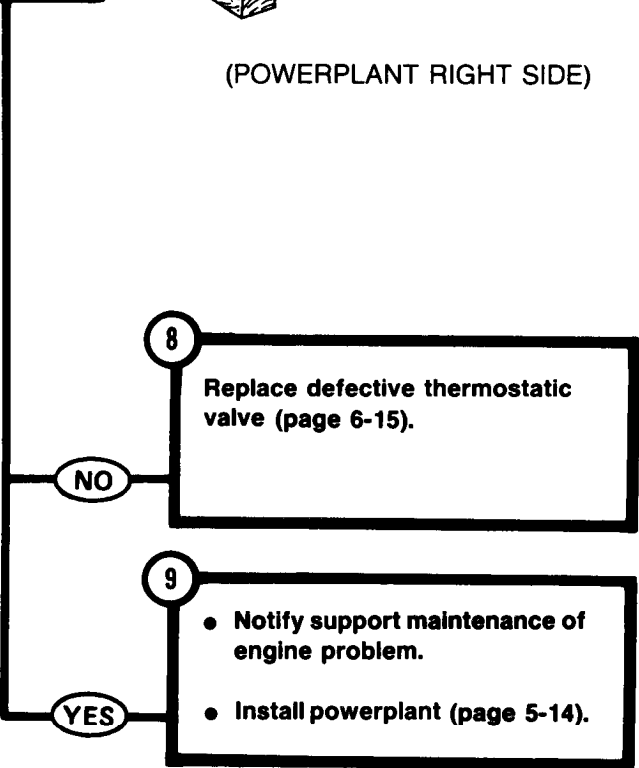 (POWERPLANT RIGHT SIDE)
8
Replace defective thermostatic
valve (page 6-15).
NO
9
● Notify support maintenance of
engine problem.
● Install powerplant (page 5-14).
YES